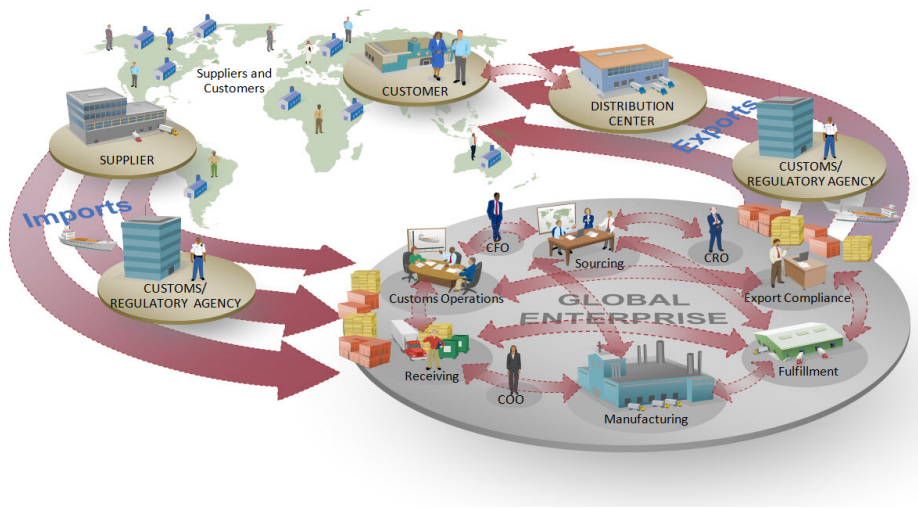 Suppliers and
Customers
CUSTOMER
DISTRIBUTION
CENTER
SUPPLIER
Exports
CUSTOMS/
REGULATORY AGENCY
Imports
CUSTOMS/
REGULATORY AGENCY
CFO
Sourcing
CRO
Customs Operations
Export Compliance
GLOBAL
ENTERPRISE
Receiving
COO
Fulfillment
Manufacturing